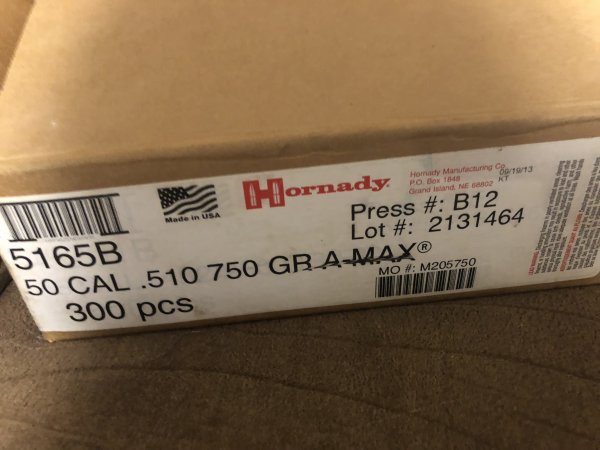 Made in USA
Hornady®
Hornady Manufacturing Co.
P.O. Box 1848
Grand Island, NE 68802
09/19/13
KT
Press #: B12
Lot #: 2131464
5165B
50 CAL .510 750 GR A-MAX®
MO #: M205750
300 pcs